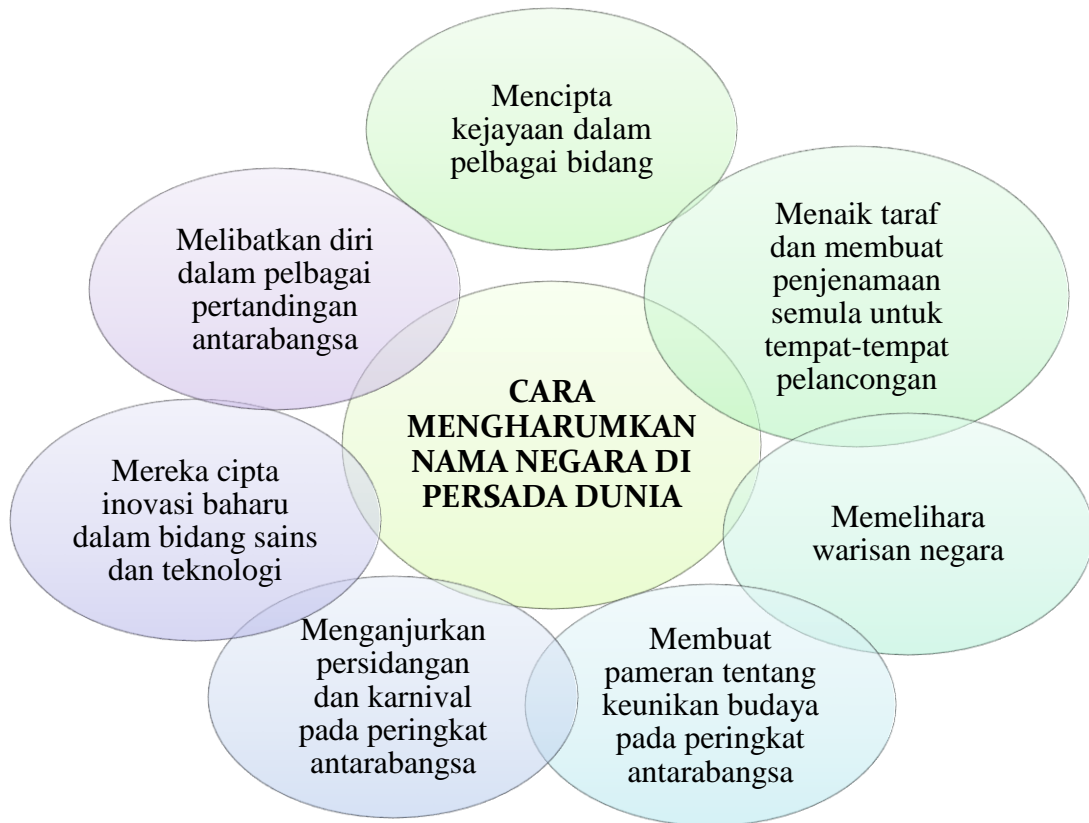 Mencipta
kejayaan dalam
pelbagai bidang
Menaik taraf
dan membuat
penjenamaan
semula untuk
tempat-tempat
pelancongan
Memelihara
warisan negara
Membuat
pameran tentang
keunikan budaya
pada peringkat
antarabangsa
Menganjurkan
persidangan
dan karnival
pada peringkat
antarabangsa
Mereka cipta
inovasi baharu
dalam bidang sains
dan teknologi
Melibatkan diri
dalam pelbagai
pertandingan
antarabangsa
CARA
MENGHARUMKAN
NAMA NEGARA DI
PERSADA DUNIA